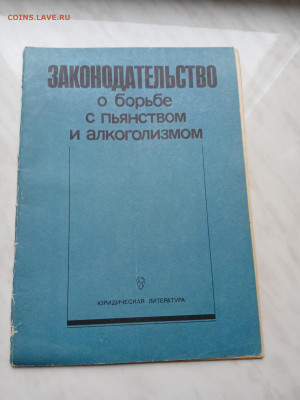 coins.lave.ru
ЗАКОНОДАТЕЛЬСТВО
о борьбе
с пьянством
и алкоголизмом
ЮРИДИЧЕСКАЯ ЛИТЕРАТУРА